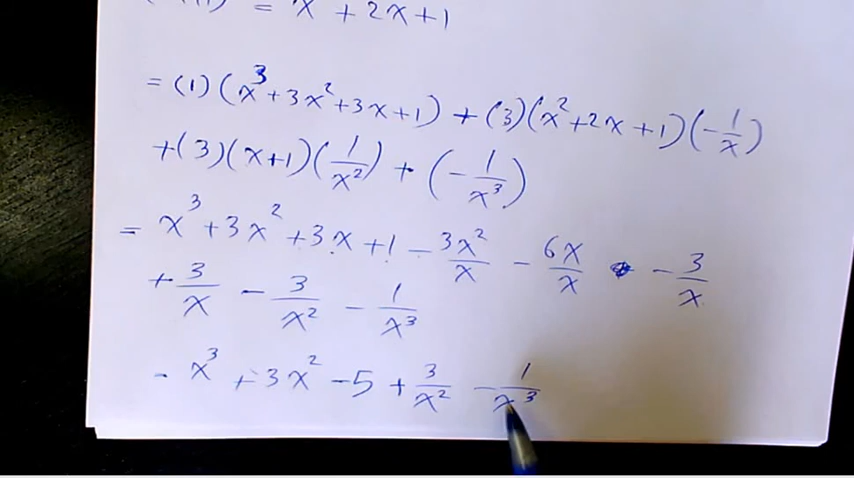 = x + 2x + 1
= (1)(x³+3x²+3x+1) + (3)(x²+2x+1)(-1/x)
+(3)(x+1)(1/x²) + (-1/x³)
= x³+3x²+3x+1 - 3x²/x - 6x/x - 3/x
+ 3/x - 3/x² - 1/x³
- x³ + 3x² - 5 + 3/x² - 1/x³